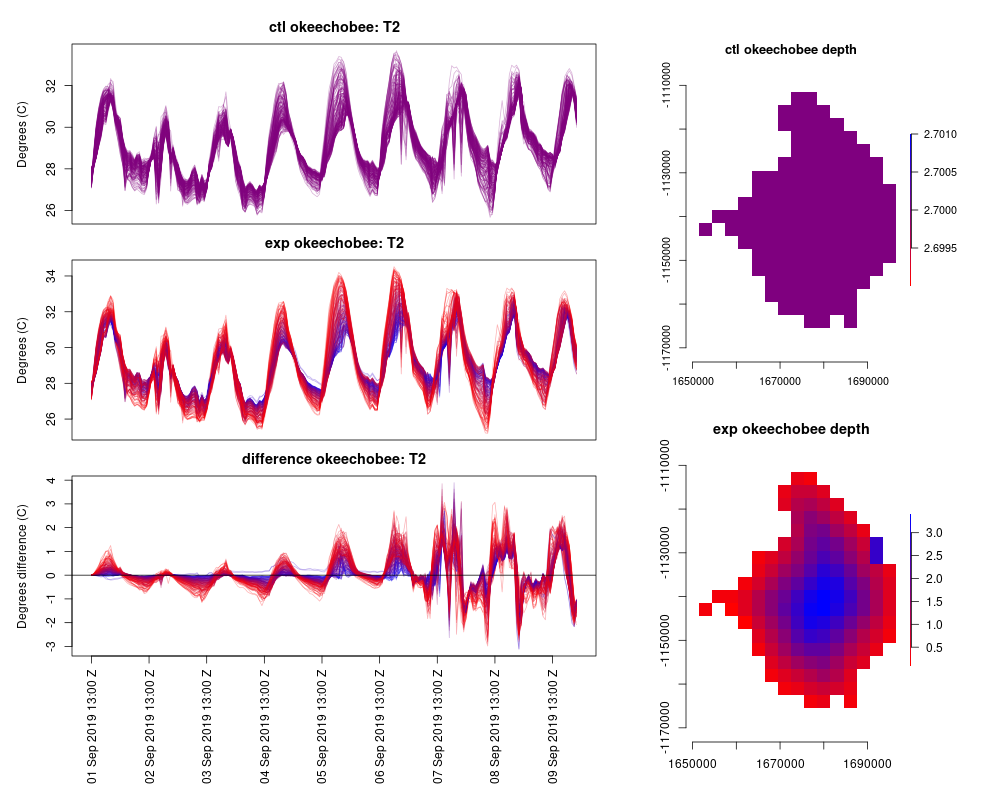 ctl okeechobee: T2
Degrees (C)
32
30
28
26
exp okeechobee: T2
Degrees (C)
34
32
30
28
26
difference okeechobee: T2
Degrees difference (C)
4
3
2
1
0
-1
-2
-3
01 Sep 2019 13:00 Z
02 Sep 2019 13:00 Z
03 Sep 2019 13:00 Z
04 Sep 2019 13:00 Z
05 Sep 2019 13:00 Z
06 Sep 2019 13:00 Z
07 Sep 2019 13:00 Z
08 Sep 2019 13:00 Z
09 Sep 2019 13:00 Z
ctl okeechobee depth
-1110000
-1130000
-1150000
-1170000
1650000
1670000
1690000
2.7010
2.7005
2.7000
2.6995
exp okeechobee depth
-1110000
-1130000
-1150000
-1170000
1650000
1670000
1690000
3.0
2.5
2.0
1.5
1.0
0.5